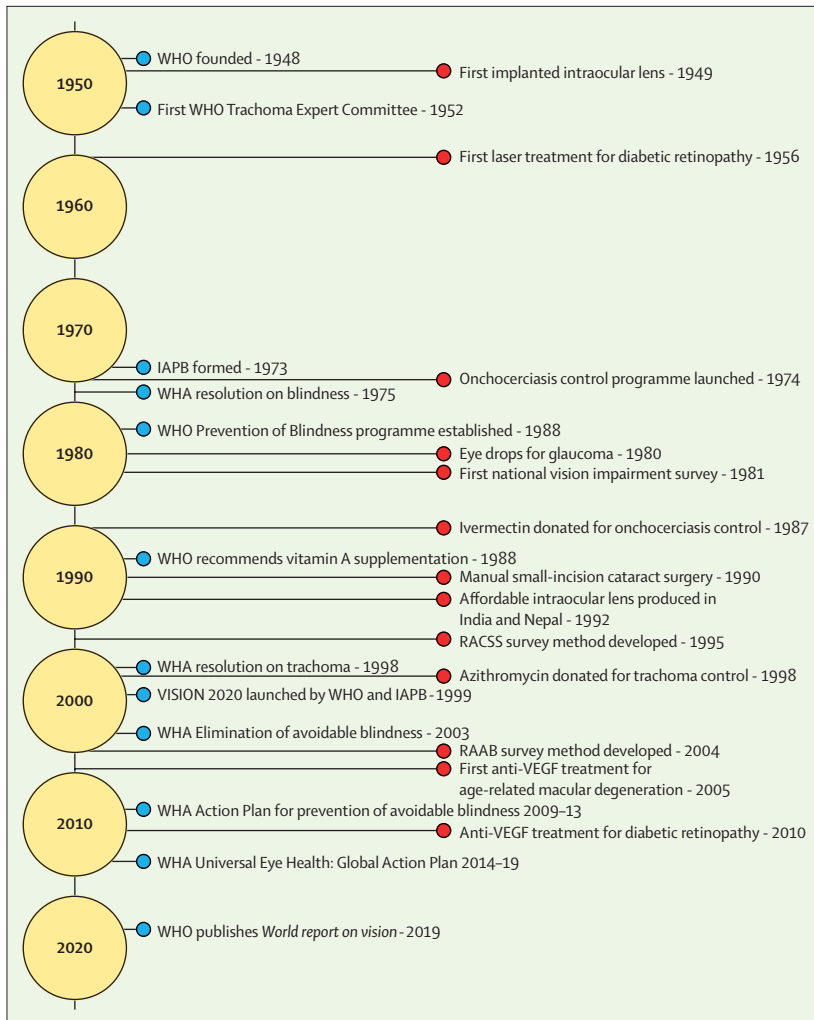 1950
WHO founded - 1948
First implanted intraocular lens - 1949
First WHO Trachoma Expert Committee - 1952
First laser treatment for diabetic retinopathy - 1956
1960
1970
IAPB formed - 1973
Onchocerciasis control programme launched - 1974
WHA resolution on blindness - 1975
1980
WHO Prevention of Blindness programme established - 1988
Eye drops for glaucoma - 1980
First national vision impairment survey - 1981
Ivermectin donated for onchocerciasis control - 1987
1990
WHO recommends vitamin A supplementation - 1988
Manual small-incision cataract surgery - 1990
Affordable intraocular lens produced in
India and Nepal - 1992
RACSS survey method developed - 1995
2000
WHA resolution on trachoma - 1998
Azithromycin donated for trachoma control - 1998
VISION 2020 launched by WHO and IAPB - 1999
WHA Elimination of avoidable blindness - 2003
RAAB survey method developed - 2004
First anti-VEGF treatment for
age-related macular degeneration - 2005
2010
WHA Action Plan for prevention of avoidable blindness 2009–13
Anti-VEGF treatment for diabetic retinopathy - 2010
WHA Universal Eye Health: Global Action Plan 2014–19
2020
WHO publishes World report on vision - 2019